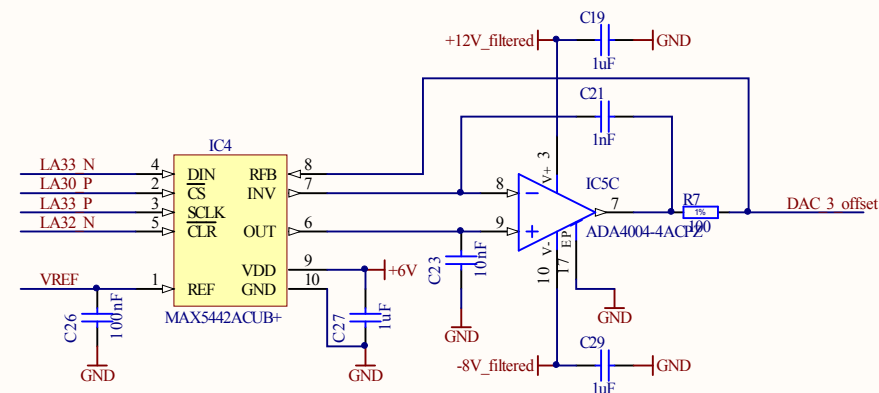 C19
+12V_filtered
GND
1uF
C21
1nF
IC4
LA33_N
4
DIN
RFB
8
LA30_P
2
CS
INV
7
LA33_P
3
SCLK
LA32_N
5
CLR
OUT
6
VDD
9
+6V
VREF
1
REF
GND
10
MAX5442ACUB+
C26
100nF
GND
C27
1uF
GND
C23
10nF
GND
8
9
3
V+
IC5C
7
ADA4004-4ACPZ
10
V-
17
EP
GND
R7
1%
100
DAC_3_offset
-8V_filtered
C29
GND
1uF